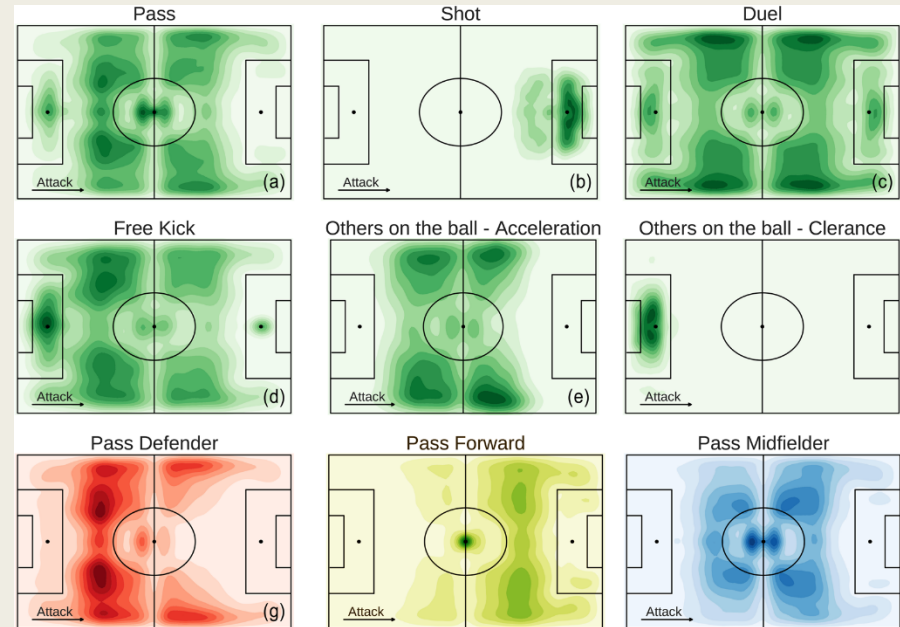 Pass
Shot
Duel
Attack
(a)
Attack
(b)
Attack
(c)
Free Kick
Others on the ball - Acceleration
Others on the ball - Clerance
Attack
(d)
Attack
(e)
Attack
Pass Defender
Pass Forward
Pass Midfielder
Attack
(g)
Attack
Attack